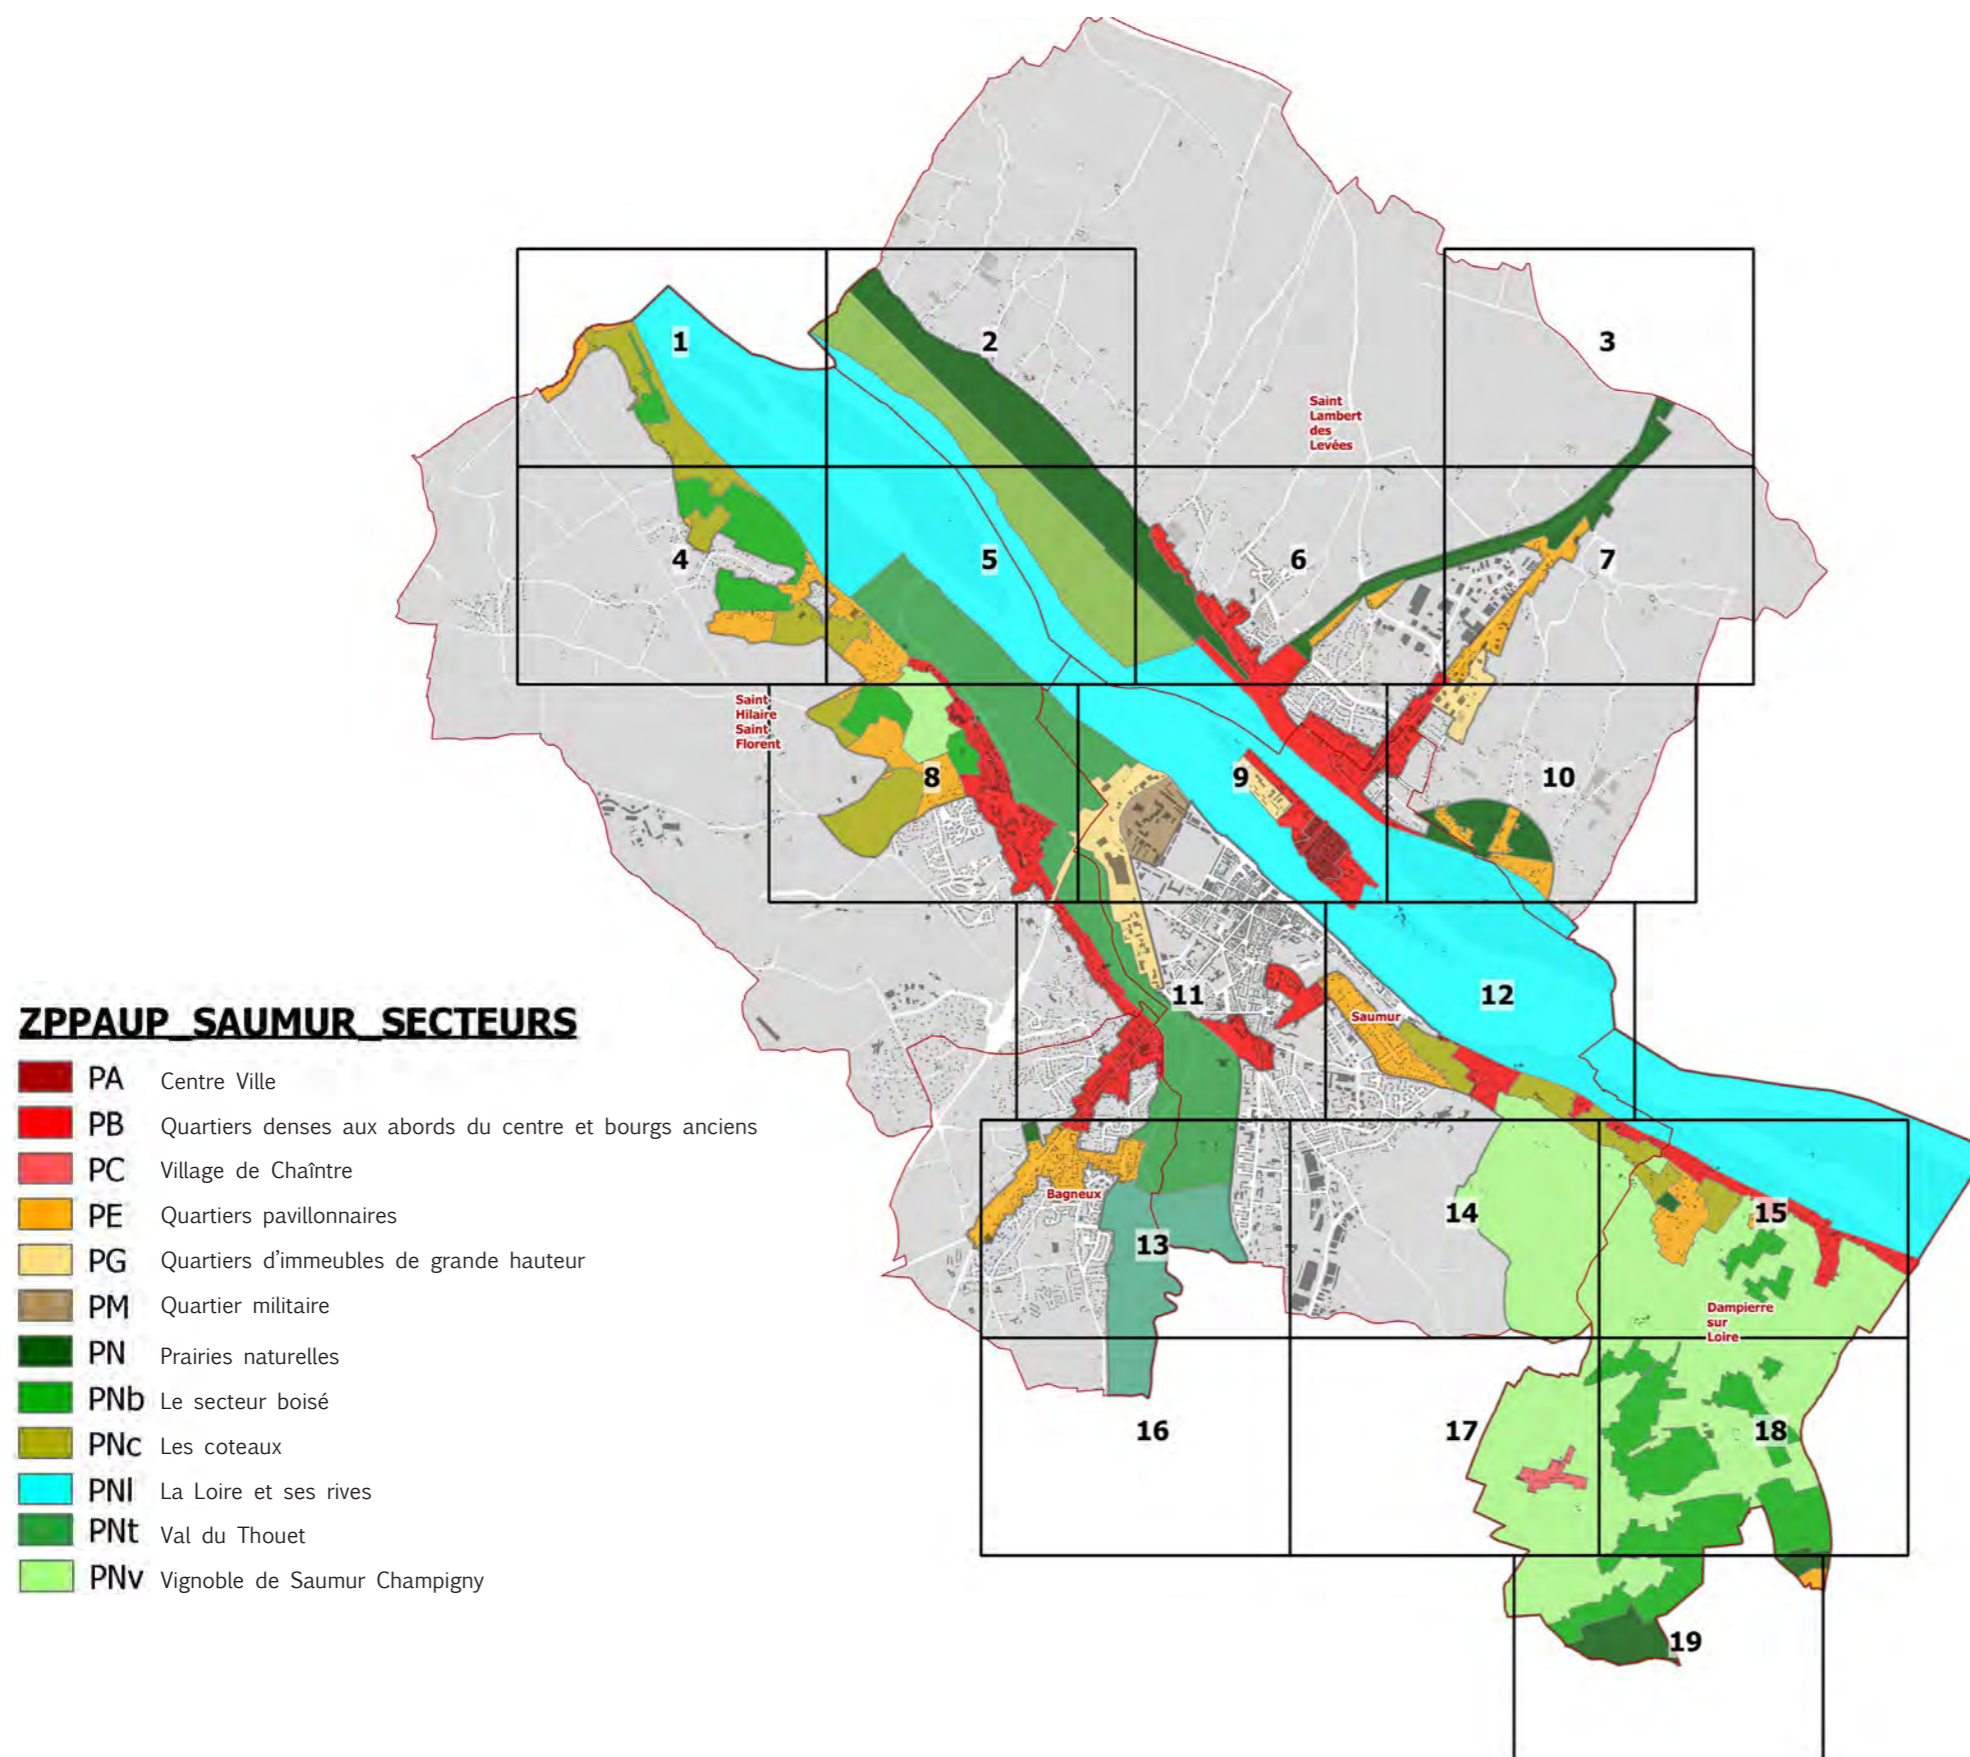 1
2
3
Saint
Lambert
des
Levées
4
5
6
7
Saint
Hilaire
Saint
Florent
8
9
10
11
12
Saumur
ZPPAUP_SAUMUR_SECTEURS
PA Centre Ville
PB Quartiers denses aux abords du centre et bourgs anciens
PC Village de Chaîntre
PE Quartiers pavillonnaires
PG Quartiers d'immeubles de grande hauteur
PM Quartier militaire
PN Prairies naturelles
PNb Le secteur boisé
PNc Les coteaux
PNl La Loire et ses rives
PNt Val du Thouet
PNv Vignoble de Saumur Champigny
Bagneux
13
14
15
Dampierre
sur
Loire
16
17
18
19